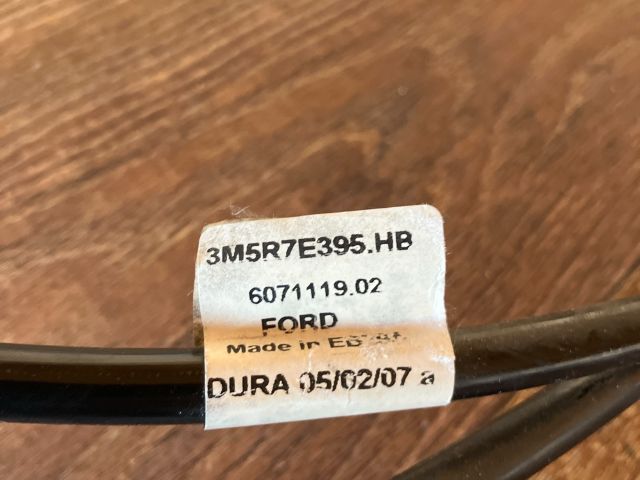 3M5R7E395.HB
6071119.02
FORD
Made in
DURA 05/02/07 a